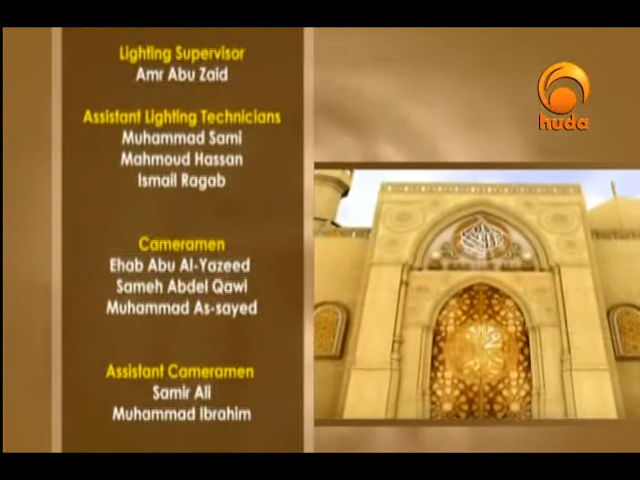 Lighting Supervisor
Amr Abu Zaid
Assistant Lighting Technicians
Muhammad Sami
Mahmoud Hassan
Ismail Ragab
Cameramen
Ehab Abu Al-Yazeed
Sameh Abdel Qawi
Muhammad As-sayed
Assistant Cameramen
Samir Ali
Muhammad Ibrahim
huda